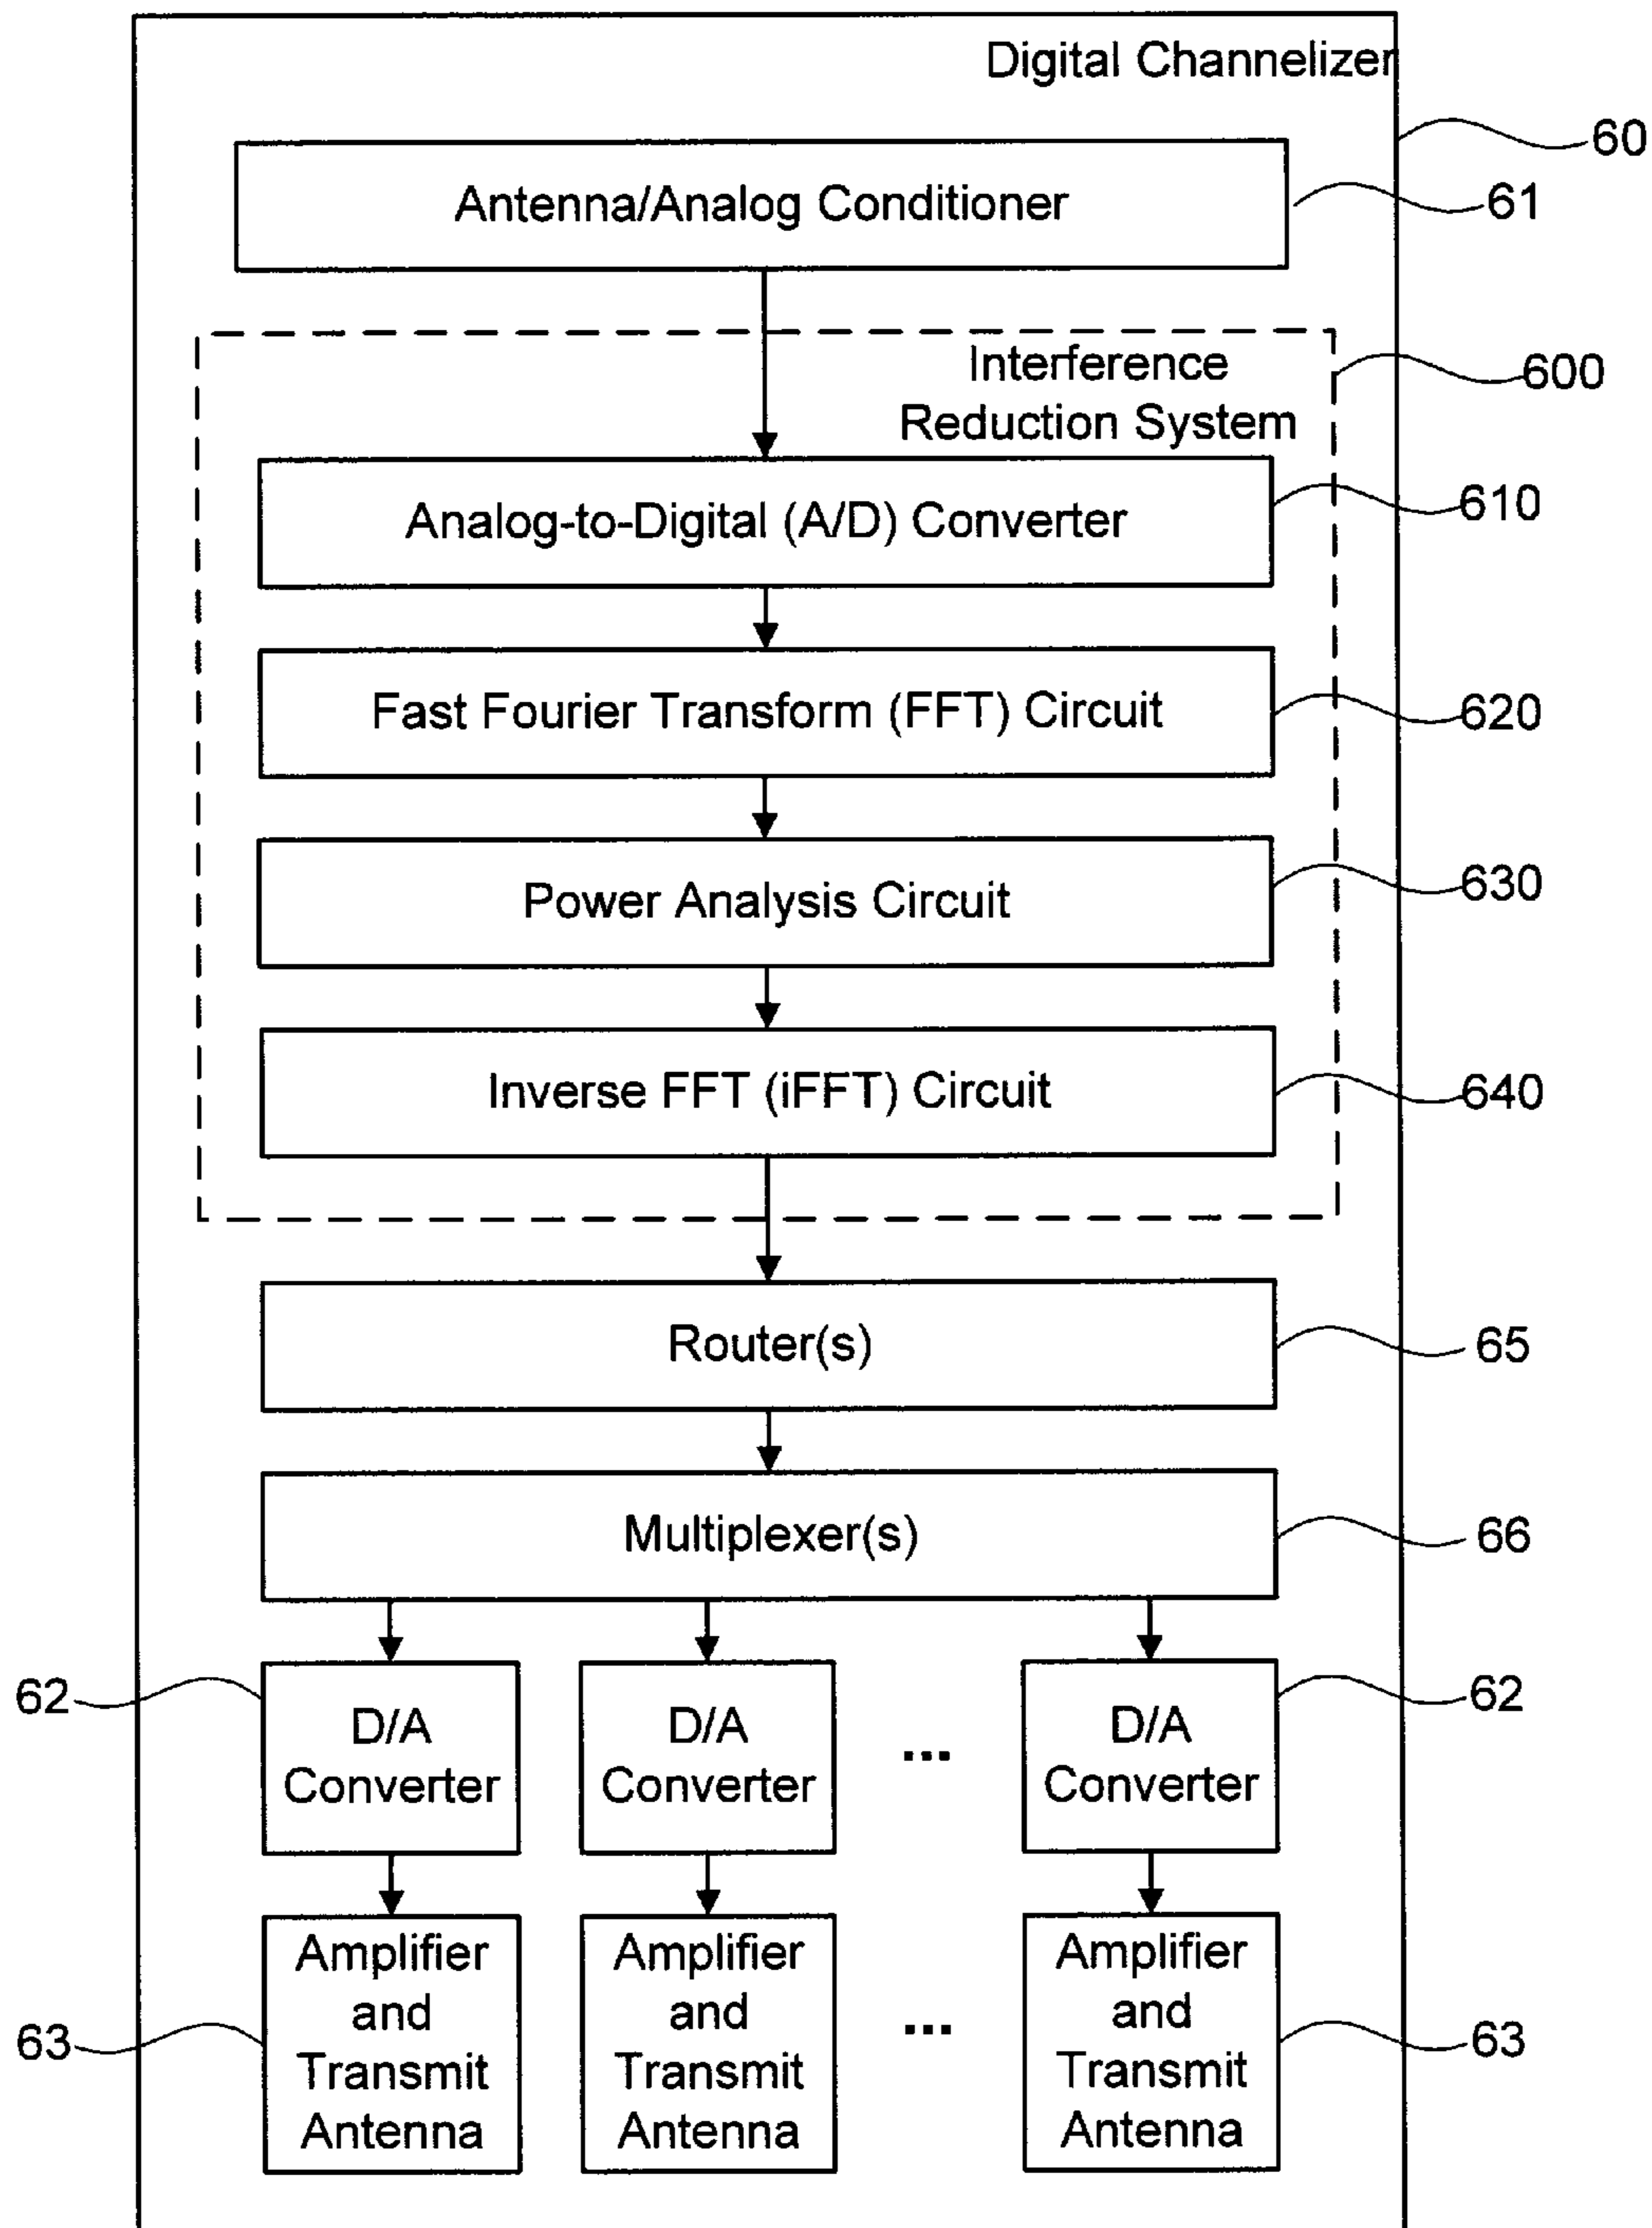 Digital Channelizer
60
Antenna/Analog Conditioner
61
Interference
Reduction System
600
Analog-to-Digital (A/D) Converter
610
Fast Fourier Transform (FFT) Circuit
620
Power Analysis Circuit
630
Inverse FFT (iFFT) Circuit
640
Router(s)
65
Multiplexer(s)
66
62
D/A
Converter
D/A
Converter
...
D/A
Converter
62
63
Amplifier
and
Transmit
Antenna
Amplifier
and
Transmit
Antenna
...
Amplifier
and
Transmit
Antenna
63